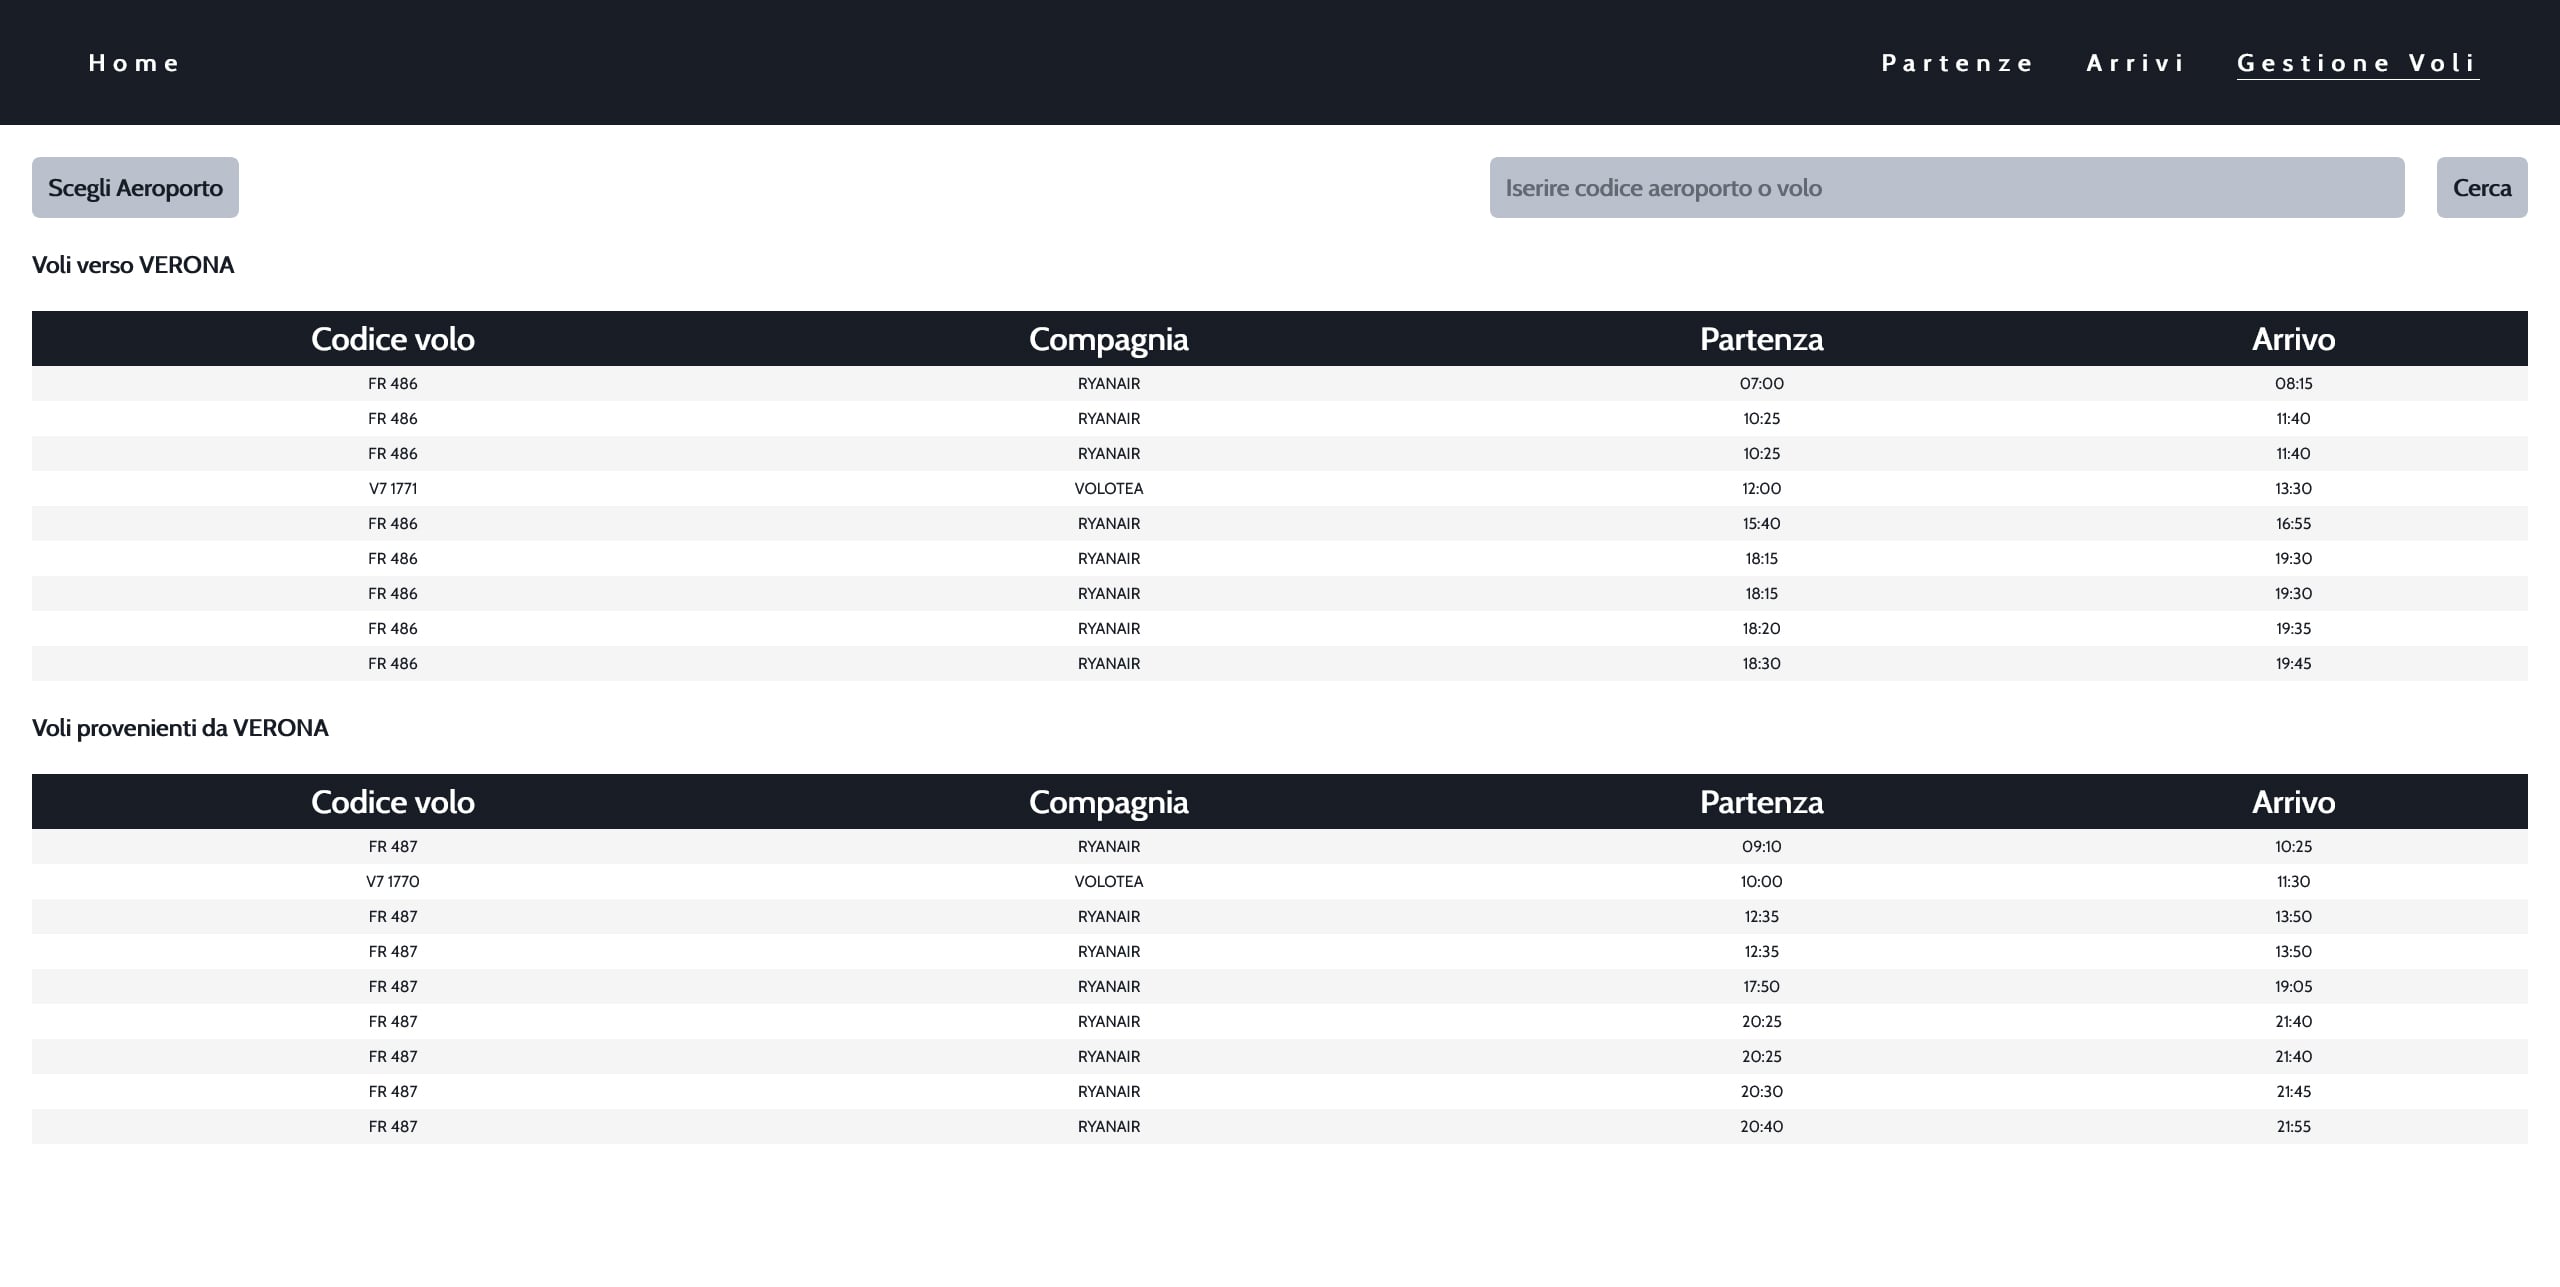 Home Partenze Arrivi Gestione Voli
Scegli Aeroporto Iserire codice aeroporto o volo Cerca
Voli verso VERONA
Codice volo Compagnia Partenza Arrivo
FR 486 RYANAIR 07:00 08:15
FR 486 RYANAIR 10:25 11:40
FR 486 RYANAIR 10:25 11:40
V7 1771 VOLOTEA 12:00 13:30
FR 486 RYANAIR 15:40 16:55
FR 486 RYANAIR 18:15 19:30
FR 486 RYANAIR 18:15 19:30
FR 486 RYANAIR 18:20 19:35
FR 486 RYANAIR 18:30 19:45
Voli provenienti da VERONA
Codice volo Compagnia Partenza Arrivo
FR 487 RYANAIR 09:10 10:25
V7 1770 VOLOTEA 10:00 11:30
FR 487 RYANAIR 12:35 13:50
FR 487 RYANAIR 12:35 13:50
FR 487 RYANAIR 17:50 19:05
FR 487 RYANAIR 20:25 21:40
FR 487 RYANAIR 20:25 21:40
FR 487 RYANAIR 20:30 21:45
FR 487 RYANAIR 20:40 21:55